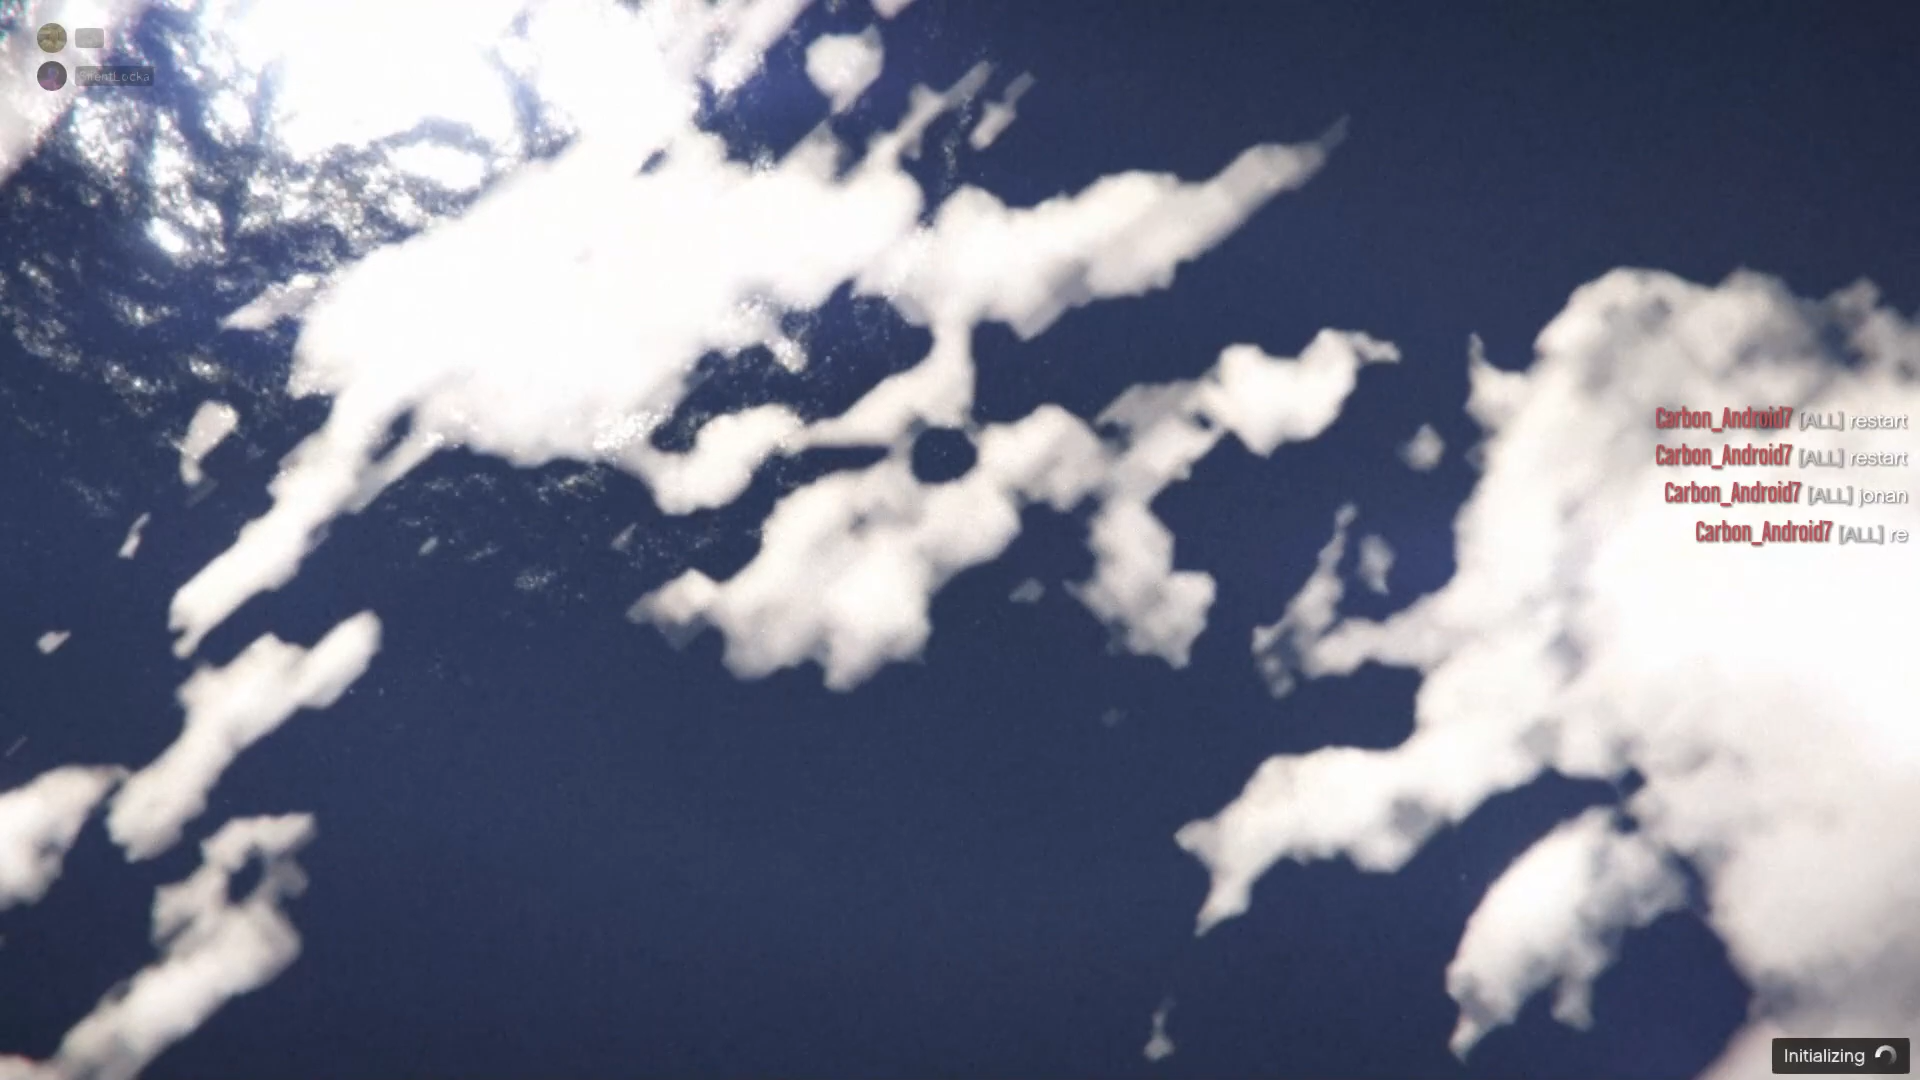 Carbon_Android7 [ALL] restart
Carbon_Android7 [ALL] restart
Carbon_Android7 [ALL] jonan
Carbon_Android7 [ALL] re
Initializing